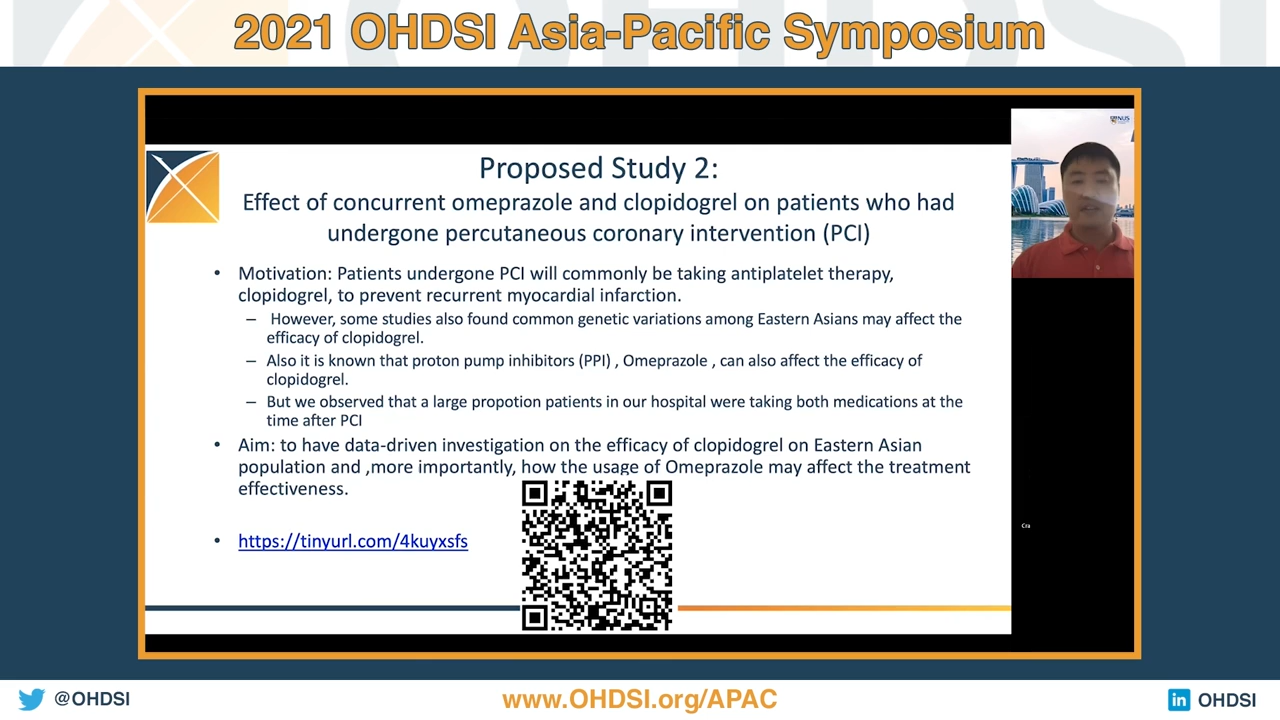 2021 OHDSI Asia-Pacific Symposium
NUS
Proposed Study 2:
Effect of concurrent omeprazole and clopidogrel on patients who had
undergone percutaneous coronary intervention (PCI)
• Motivation: Patients undergone PCI will commonly be taking antiplatelet therapy,
clopidogrel, to prevent recurrent myocardial infarction.
– However, some studies also found common genetic variations among Eastern Asians may affect the
efficacy of clopidogrel.
– Also it is known that proton pump inhibitors (PPI) , Omeprazole , can also affect the efficacy of
clopidogrel.
– But we observed that a large propotion patients in our hospital were taking both medications at the
time after PCI
• Aim: to have data-driven investigation on the efficacy of clopidogrel on Eastern Asian
population and ,more importantly, how the usage of Omeprazole may affect the treatment
effectiveness.
• https://tinyurl.com/4kuyxsfs
Cra
@OHDSI
www.OHDSI.org/APAC
in OHDSI